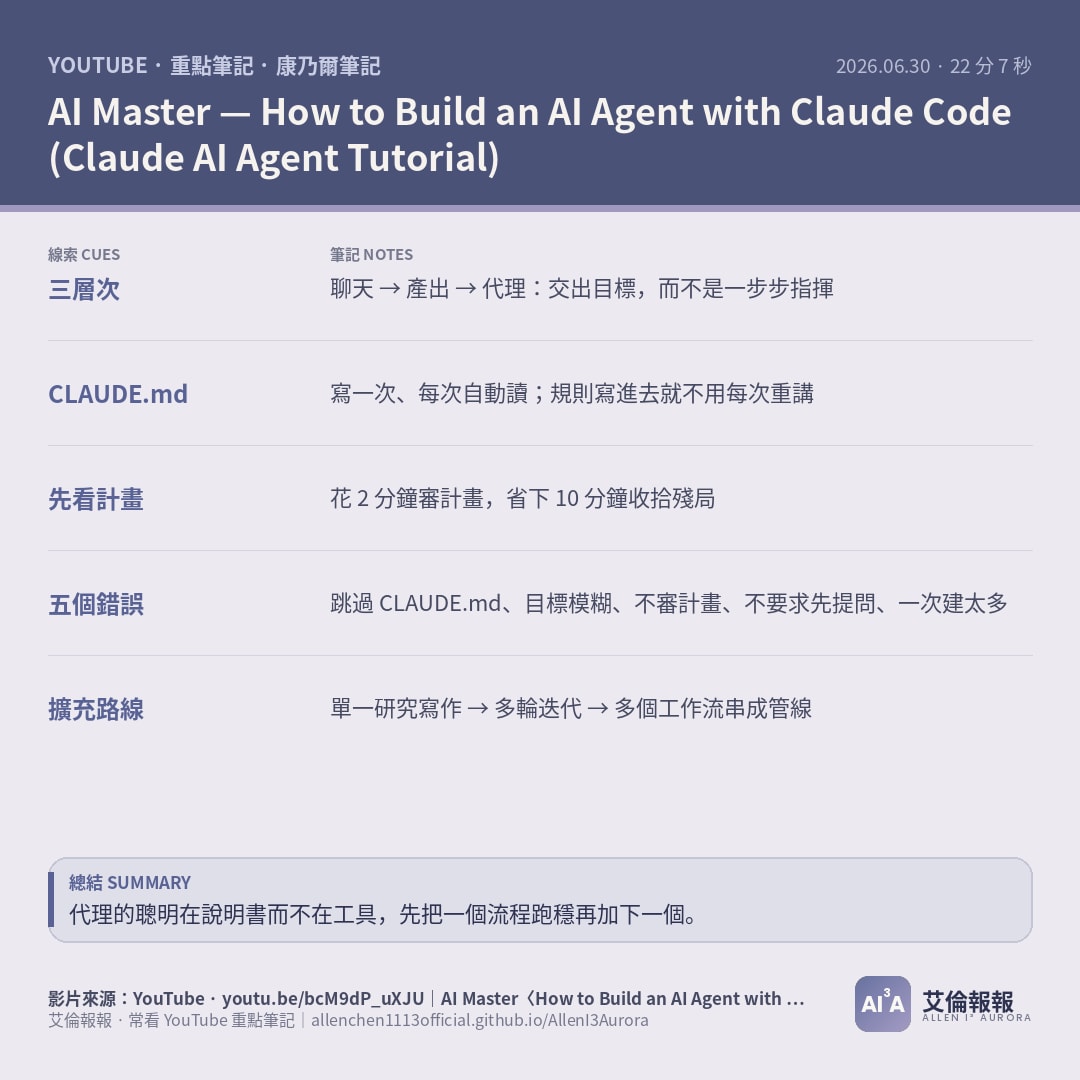 YOUTUBE · 重點筆記 · 康乃爾筆記
2026.06.30 · 22 分 7 秒
AI Master — How to Build an AI Agent with Claude Code
(Claude AI Agent Tutorial)
線索 CUES
筆記 NOTES
三層次
聊天 → 產出 → 代理：交出目標，而不是一步步指揮
CLAUDE.md
寫一次、每次自動讀；規則寫進去就不用每次重講
先看計畫
花 2 分鐘審計畫，省下 10 分鐘收拾殘局
五個錯誤
跳過 CLAUDE.md、目標模糊、不審計畫、不要求先提問、一次建太多
擴充路線
單一研究寫作 → 多輪迭代 → 多個工作流串成管線
總結 SUMMARY
代理的聰明在說明書而不在工具，先把一個流程跑穩再加下一個。
影片來源：YouTube · youtu.be/bcM9dP_uXJU｜AI Master〈How to Build an AI Agent with …
艾倫報報 · 常看 YouTube 重點筆記｜allenchen1113official.github.io/AllenI3Aurora
AI³A
艾倫報報
ALLEN I³ AURORA